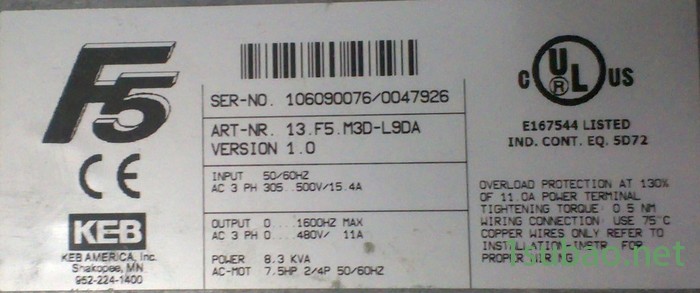 F5
CE
KEB
KEB AMERICA, Inc.
Shakopee, MN
952-224-1400
SER-NO. 106090076/0047926
ART-NR. 13.F5.M3D-L9DA
VERSION 1.0
INPUT 50/60HZ
AC 3 PH 305..500V/15.4A
OUTPUT 0...1600HZ MAX
AC 3 PH 0...480V/ 11A
POWER 8.3 KVA
AC-MOT 7.5HP 2/4P 50/60HZ
C UL US
®
E167544 LISTED
IND. CONT. EQ. 5D72
OVERLOAD PROTECTION AT 130%
OF 11.0A POWER TERMINAL
TIGHTENING TORQUE: 0.5 NM
WIRING CONNECTION: USE 75°C
COPPER WIRES ONLY REFER TO
INSTALLATION INSTR. FOR
PROPER WIRING